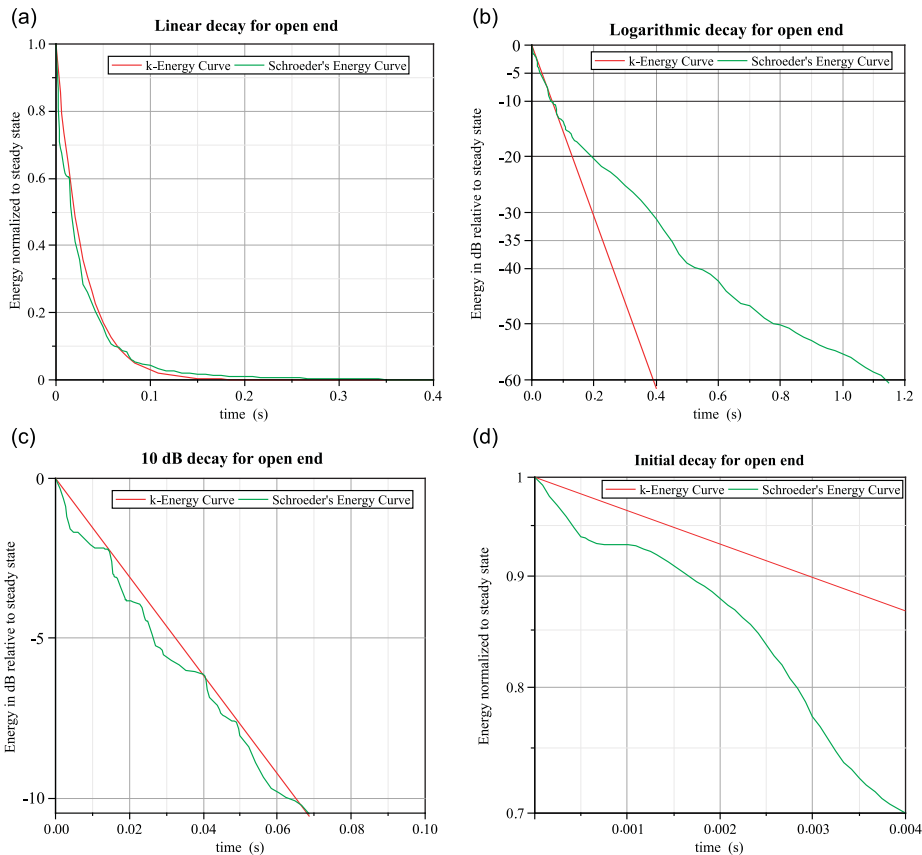 (a)
Linear decay for open end
k-Energy Curve Schroeder's Energy Curve
Energy normalized to steady state
1.0
0.8
0.6
0.4
0.2
0
0 0.1 0.2 0.3 0.4
time (s)
(b)
Logarithmic decay for open end
k-Energy Curve Schroeder's Energy Curve
Energy in dB relative to steady state
0
-5
-10
-20
-30
-35
-40
-50
-60
0.0 0.2 0.4 0.6 0.8 1.0 1.2
time (s)
(c)
10 dB decay for open end
k-Energy Curve Schroeder's Energy Curve
Energy in dB relative to steady state
0
-5
-10
0.00 0.02 0.04 0.06 0.08 0.10
time (s)
(d)
Initial decay for open end
k-Energy Curve Schroeder's Energy Curve
Energy normalized to steady state
1
0.9
0.8
0.7
0.001 0.002 0.003 0.004
time (s)